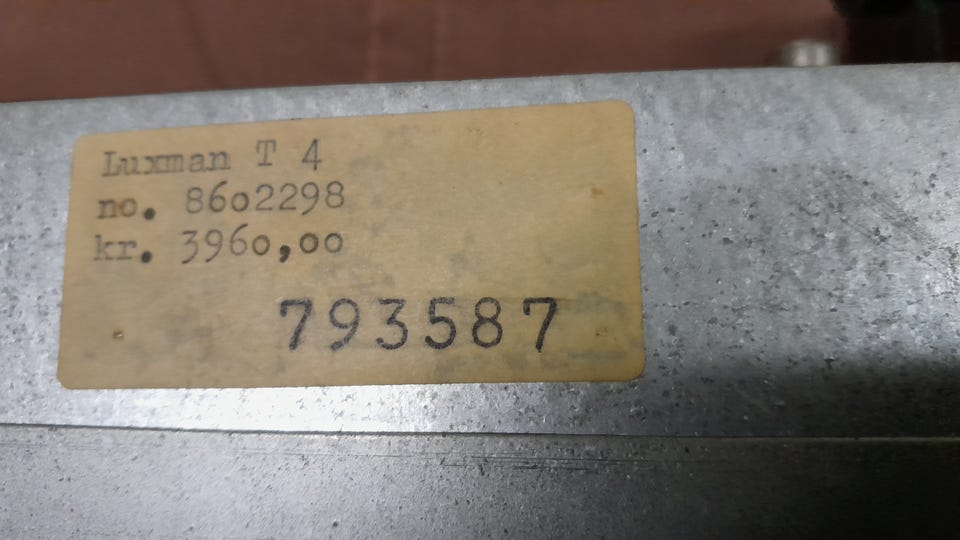 Luxman T 4
no. 8602298
kr. 3960,00
793587